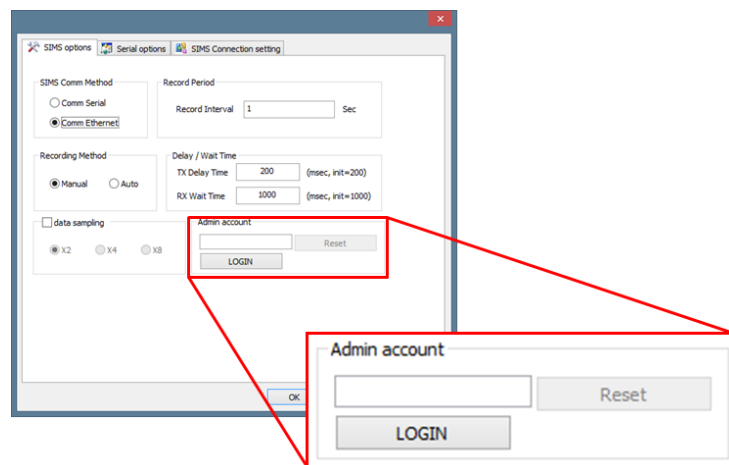 SIMS options Serial options SIMS Connection setting
SIMS Comm Method Record Period
Comm Serial
Record Interval 1 Sec
Comm Ethernet
Recording Method Delay / Wait Time
TX Delay Time 200 (msec, init=200)
Manual Auto
RX Wait Time 1000 (msec, init=1000)
data sampling Admin account
Reset
X2 X4 X8
LOGIN
OK
Admin account
Reset
LOGIN